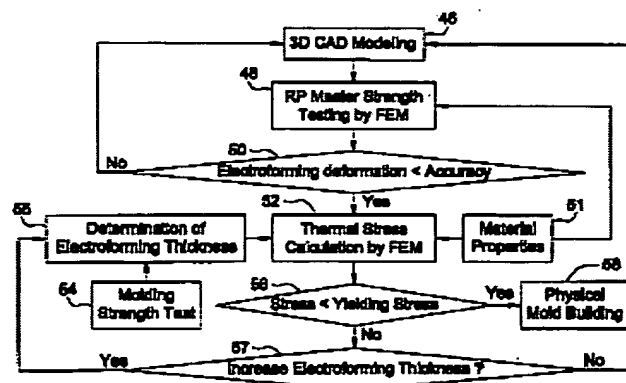 46
3D CAD Modeling
48
RP Master Strength
Testing by FEM
50
No
Electroforming deformation < Accuracy
Yes
55
52
51
Determination of
Electroforming Thickness
Thermal Stress
Calculation by FEM
Material
Properties
54
Molding
Strength Test
56
Stress < Yielding Stress
Yes
58
Physical
Mold Building
No
57
Yes
Increase Electroforming Thickness ?
No